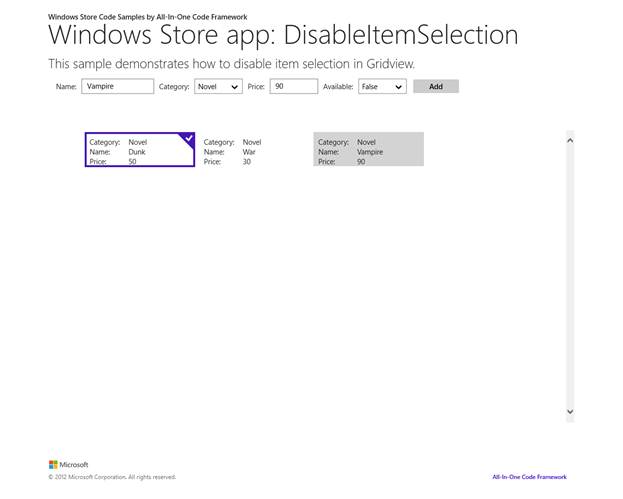 Windows Store Code Samples by All-In-One Code Framework
Windows Store app: DisableItemSelection
This sample demonstrates how to disable item selection in Gridview.
Name: Vampire Category: Novel Price: 90 Available: False Add
Category: Novel
Name: Dunk
Price: 50
Category: Novel
Name: War
Price: 30
Category: Novel
Name: Vampire
Price: 90
Microsoft
© 2012 Microsoft Corporation. All rights reserved.
All-In-One Code Framework